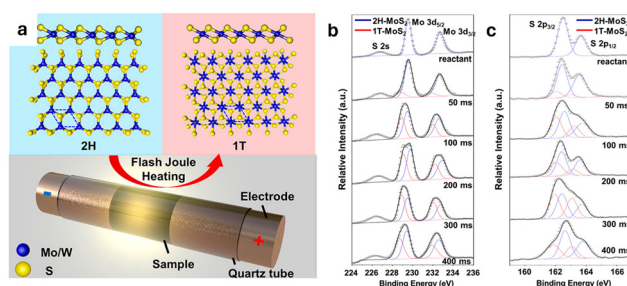 a
2H
1T
Flash Joule
Heating
Electrode
Sample
Quartz tube
Mo/W
S
-
+
b
2H-MoS₂
1T-MoS₂
Mo 3d5/2
Mo 3d3/2
S 2s
reactant
50 ms
100 ms
200 ms
300 ms
400 ms
Relative Intensity (a.u.)
224 226 228 230 232 234 236
Binding Energy (eV)
c
S 2p3/2
2H-MoS₂
1T-MoS₂
S 2p1/2
reactant
50 ms
100 ms
200 ms
300 ms
400 ms
Relative Intensity (a.u.)
160 162 164 166
Binding Energy (eV)